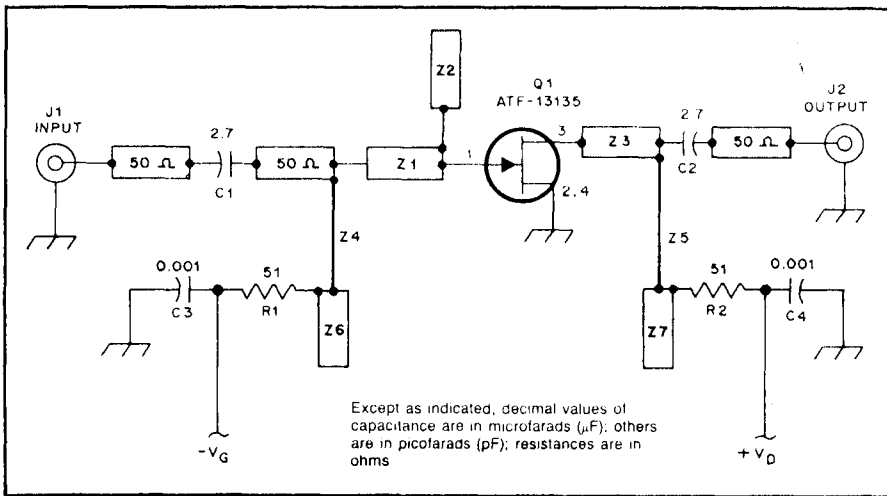 Z2
Q1
ATF-13135
J1
INPUT
J2
OUTPUT
2.7
C1
50 Ω
50 Ω
Z1
1
3
2,4
Z3
2.7
C2
50 Ω
Z4
Z5
0.001
C3
51
R1
Z6
Z7
51
R2
0.001
C4
-VG
+VD
Except as indicated, decimal values of
capacitance are in microfarads (μF); others
are in picofarads (pF); resistances are in
ohms